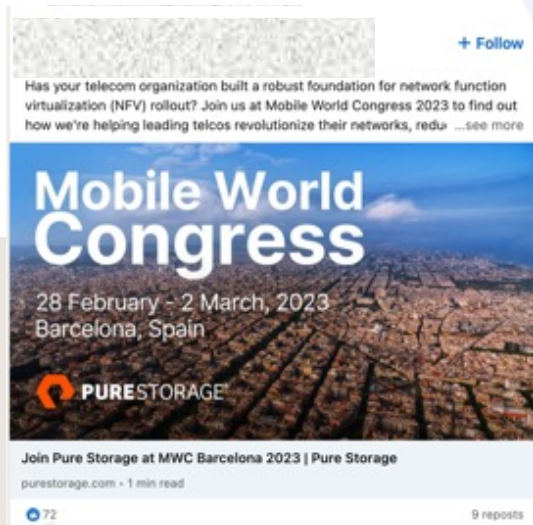 + Follow
Has your telecom organization built a robust foundation for network function
virtualization (NFV) rollout? Join us at Mobile World Congress 2023 to find out
how we're helping leading telcos revolutionize their networks, redu ...see more
Mobile World
Congress
28 February - 2 March, 2023
Barcelona, Spain
PURESTORAGE®
Join Pure Storage at MWC Barcelona 2023 | Pure Storage
purestorage.com • 1 min read
72
9 reposts